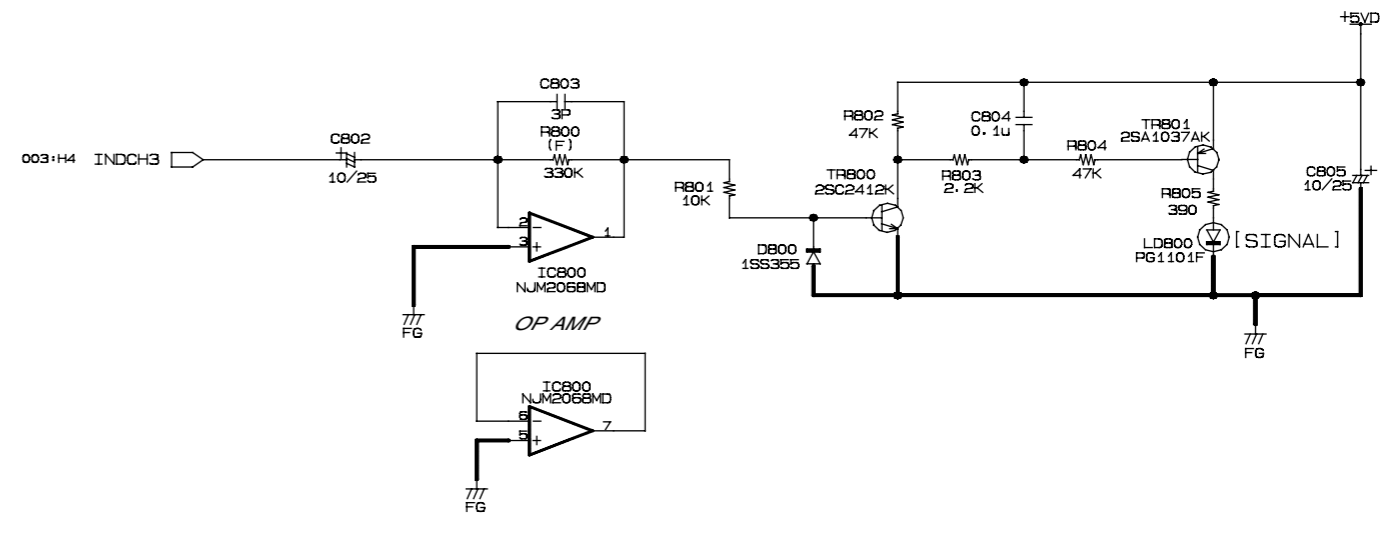 +5VD
C803
3P
R800
(F)
330K
C802
+
10/25
003:H4 INDCH3
R801
10K
2
-
3
+
1
IC800
NJM2068MD
FG
OP AMP
R802
47K
C804
0.1u
TR801
2SA1037AK
R804
47K
R803
2.2K
TR800
2SC2412K
R805
390
C805
+
10/25
D800
1SS355
LD800
PG1101F
[SIGNAL]
FG
IC800
NJM2068MD
6
-
5
+
7
FG